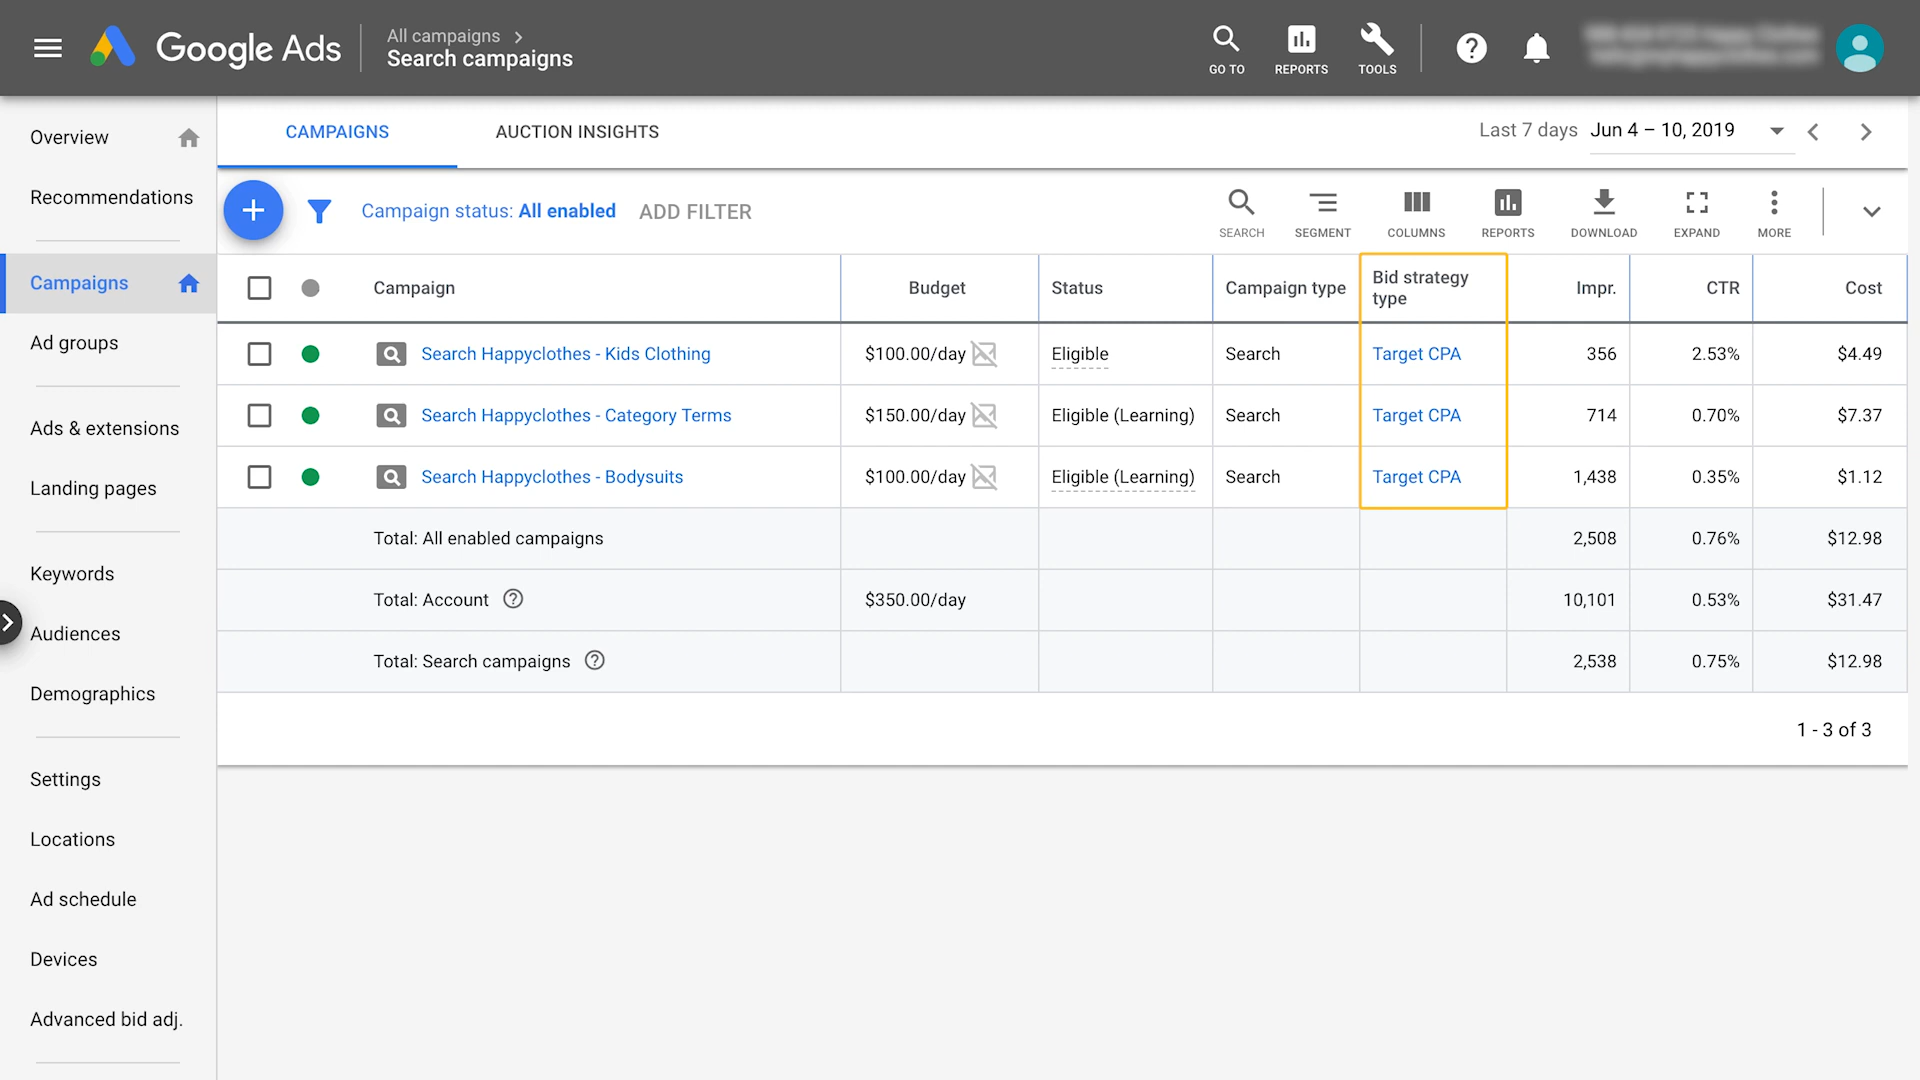 Google Ads
All campaigns
Search campaigns
GO TO
REPORTS
TOOLS
Overview
Recommendations
Campaigns
Ad groups
Ads & extensions
Landing pages
Keywords
Audiences
Demographics
Settings
Locations
Ad schedule
Devices
Advanced bid adj.
CAMPAIGNS
AUCTION INSIGHTS
Last 7 days Jun 4 – 10, 2019
Campaign status: All enabled ADD FILTER
SEARCH
SEGMENT
COLUMNS
REPORTS
DOWNLOAD
EXPAND
MORE
Campaign Budget Status Campaign type Bid strategy type Impr. CTR Cost
Search Happyclothes - Kids Clothing $100.00/day Eligible Search Target CPA 356 2.53% $4.49
Search Happyclothes - Category Terms $150.00/day Eligible (Learning) Search Target CPA 714 0.70% $7.37
Search Happyclothes - Bodysuits $100.00/day Eligible (Learning) Search Target CPA 1,438 0.35% $1.12
Total: All enabled campaigns 2,508 0.76% $12.98
Total: Account $350.00/day 10,101 0.53% $31.47
Total: Search campaigns 2,538 0.75% $12.98
1 - 3 of 3